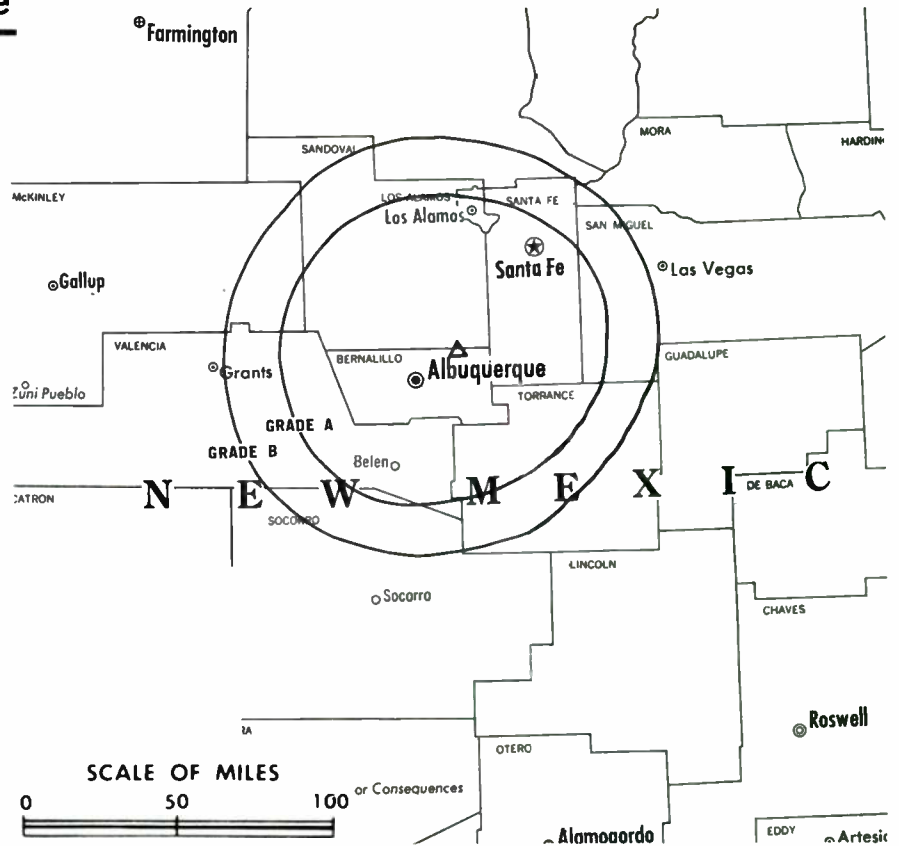 e
Farmington
SANDOVAL
MORA
HARDIN
McKINLEY
LOS ALAMOS
Los Alamos
SANTA FE
SAN MIGUEL
Santa Fe
Las Vegas
Gallup
VALENCIA
BERNALILLO
GUADALUPE
Grants
Albuquerque
Zuni Pueblo
TORRANCE
GRADE A
GRADE B
Belen
CATRON
N E W M E X I C
DE BACA
SOCORRO
LINCOLN
Socorro
CHAVES
Roswell
RA
OTERO
SCALE OF MILES
0 50 100
or Consequences
Alamogordo
EDDY
Artesi